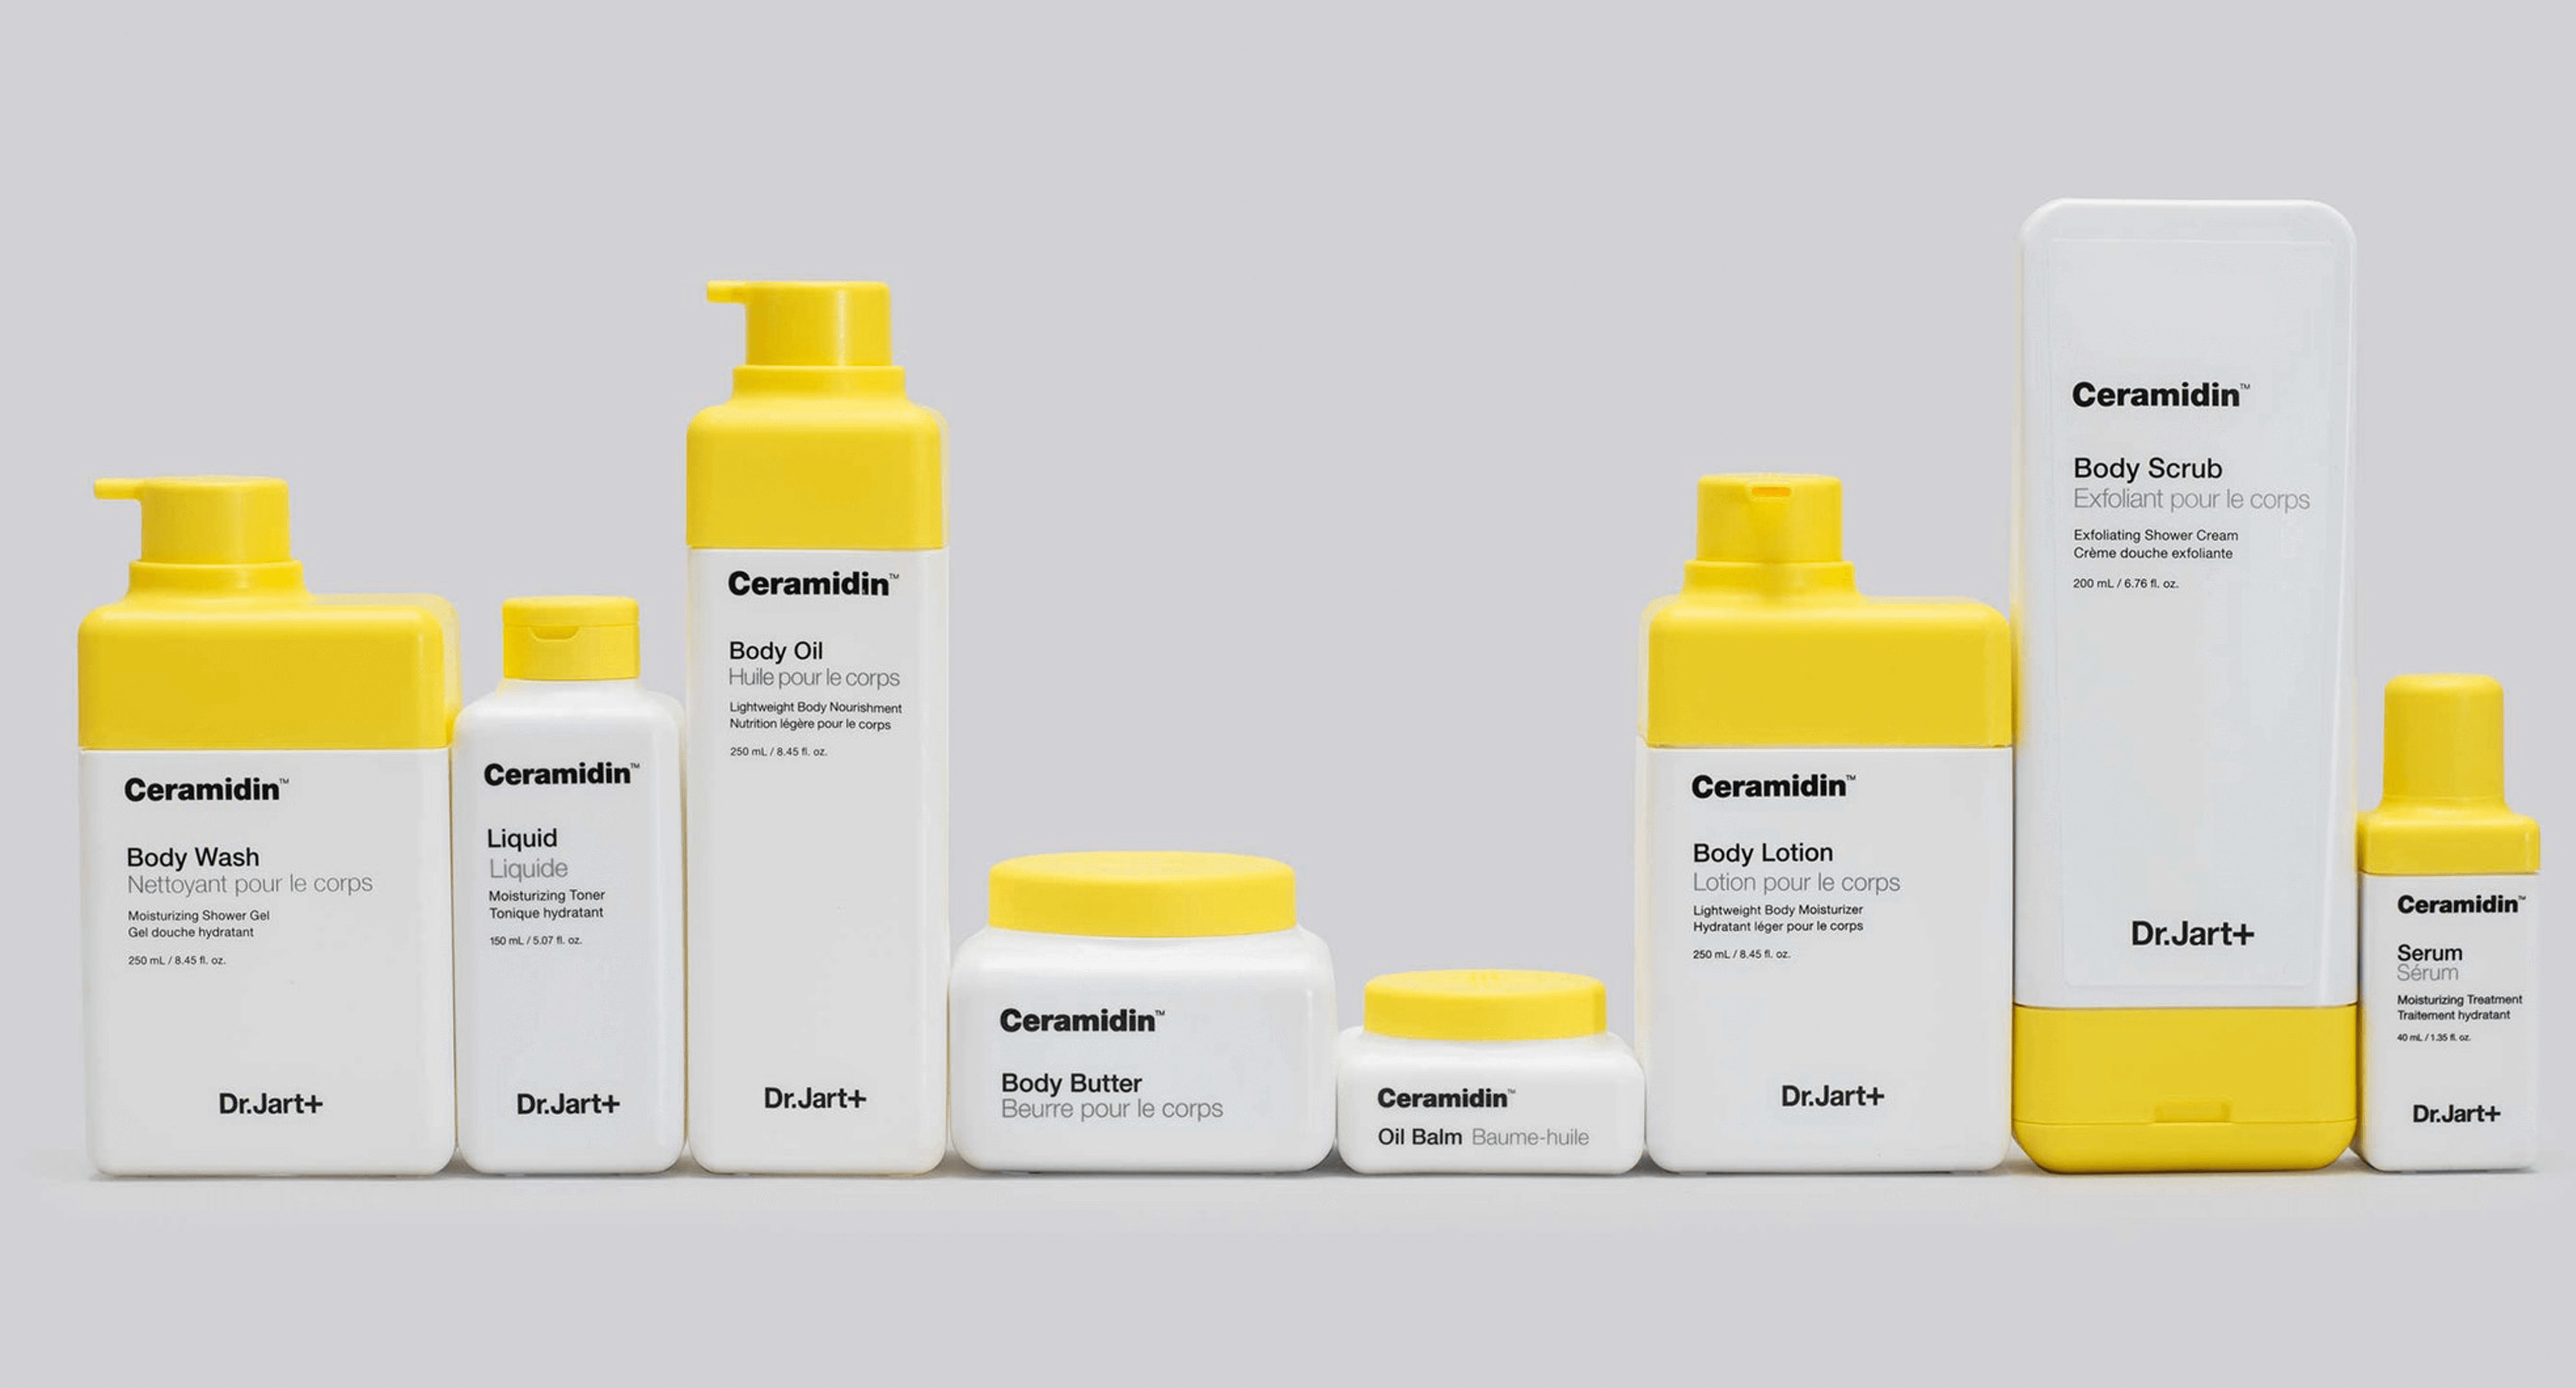 Ceramidin™
Body Wash
Nettoyant pour le corps
Moisturizing Shower Gel
Gel douche hydratant
250 mL / 8.45 fl. oz.
Dr.Jart+
Ceramidin™
Liquid
Liquide
Moisturizing Toner
Tonique hydratant
150 mL / 5.07 fl. oz.
Dr.Jart+
Ceramidin™
Body Oil
Huile pour le corps
Lightweight Body Nourishment
Nutrition légère pour le corps
250 mL / 8.45 fl. oz.
Dr.Jart+
Ceramidin™
Body Butter
Beurre pour le corps
Ceramidin™
Oil Balm Baume-huile
Ceramidin™
Body Lotion
Lotion pour le corps
Lightweight Body Moisturizer
Hydratant léger pour le corps
250 mL / 8.45 fl. oz.
Dr.Jart+
Ceramidin™
Body Scrub
Exfoliant pour le corps
Exfoliating Shower Cream
Crème douche exfoliante
200 mL / 6.76 fl. oz.
Dr.Jart+
Ceramidin™
Serum
Sérum
Moisturizing Treatment
Traitement hydratant
40 mL / 1.35 fl. oz.
Dr.Jart+